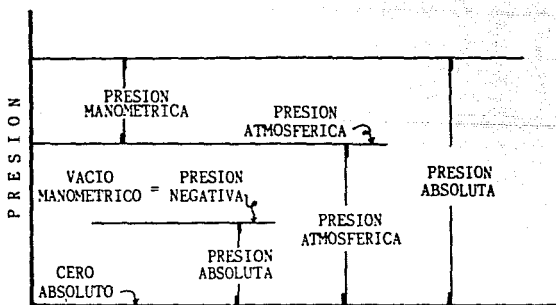 PRESION
PRESION
MANOMETRICA
PRESION
ATMOSFERICA
VACIO
MANOMETRICO = PRESION
NEGATIVA
PRESION
ABSOLUTA
PRESION
ATMOSFERICA
PRESION
ABSOLUTA
CERO
ABSOLUTO